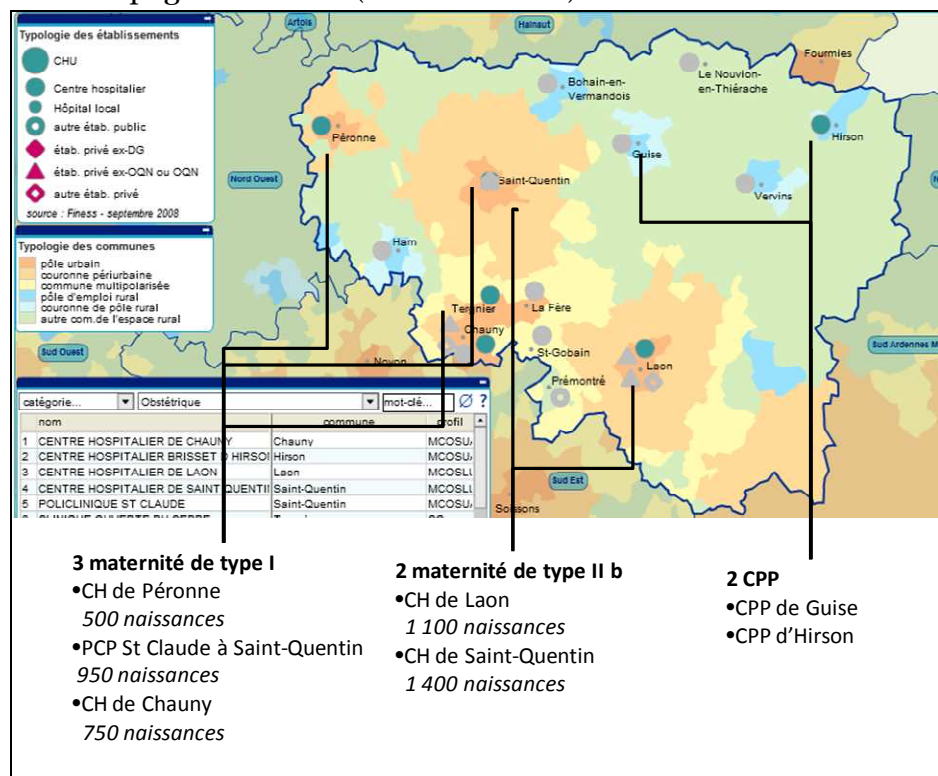 Artois
Hainaut
Typologie des établissements
CHU
Centre hospitalier
Hôpital local
autre étab. public
étab. privé ex-DG
étab. privé ex-OQN ou OQN
autre étab. privé
source : Finess - septembre 2008
Typologie des communes
pôle urbain
couronne périurbaine
commune multipolarisée
pôle d'emploi rural
couronne de pôle rural
autre com.de l'espace rural
Fourmies
Le Nouvion-
en-Thiérache
Bohain-en-
Vermandois
Péronne
Hirson
Guise
Nord Ouest
Saint-Quentin
Vervins
Ham
Tergnier
La Fère
Chauny
St-Gobain
Sud Ouest
Noyon
Laon
Sud Ardennes M
Prémontré
Sud Est
Soissons
catégorie... Obstétrique mot-clé... ?
nom commune profil
1 CENTRE HOSPITALIER DE CHAUNY Chauny MCOSU
2 CENTRE HOSPITALIER BRISSET D HIRSO Hirson MCOSU
3 CENTRE HOSPITALIER DE LAON Laon MCOSLU
4 CENTRE HOSPITALIER DE SAINT QUENTI Saint-Quentin MCOSLU
5 POLICLINIQUE ST CLAUDE Saint-Quentin MCOSU
3 maternité de type I
•CH de Péronne
500 naissances
•PCP St Claude à Saint-Quentin
950 naissances
•CH de Chauny
750 naissances
2 maternité de type II b
•CH de Laon
1 100 naissances
•CH de Saint-Quentin
1 400 naissances
2 CPP
•CPP de Guise
•CPP d’Hirson